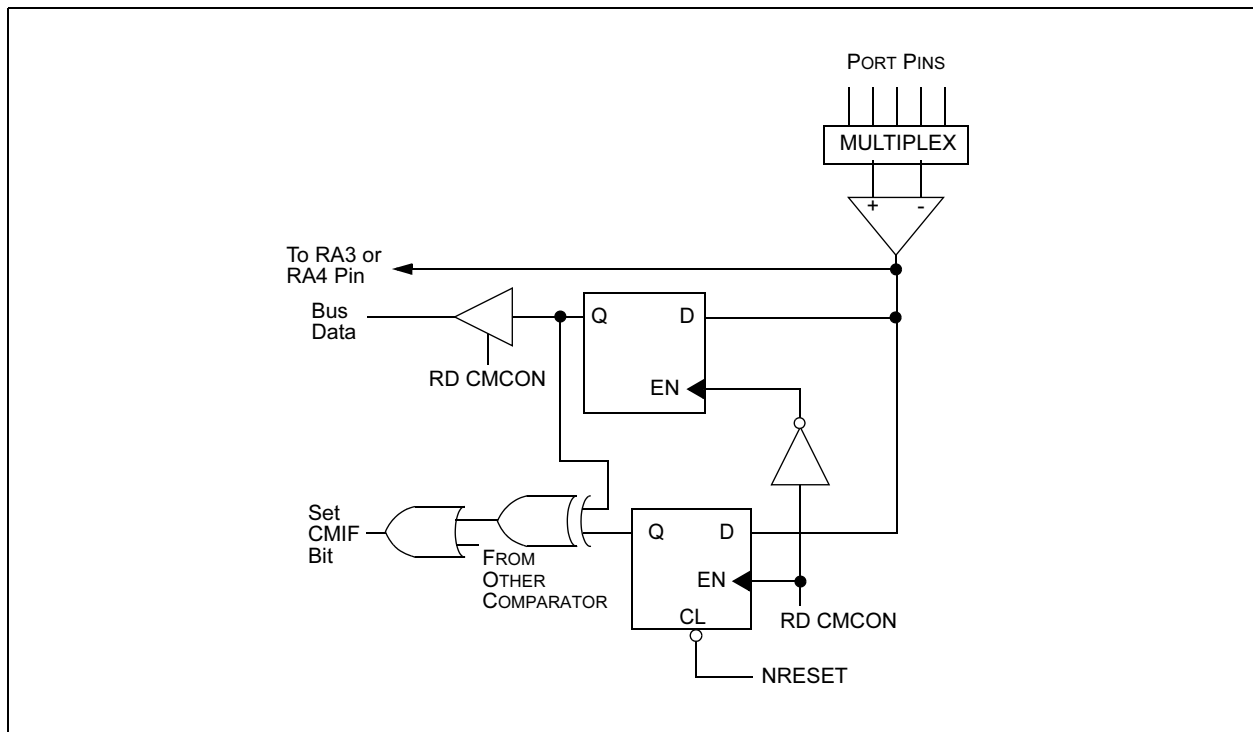 PORT PINS
MULTIPLEX
+ -
To RA3 or
RA4 Pin
Bus
Data
Q D
RD CMCON
EN
Set
CMIF
Bit
FROM
OTHER
COMPARATOR
Q D
EN
CL
RD CMCON
NRESET